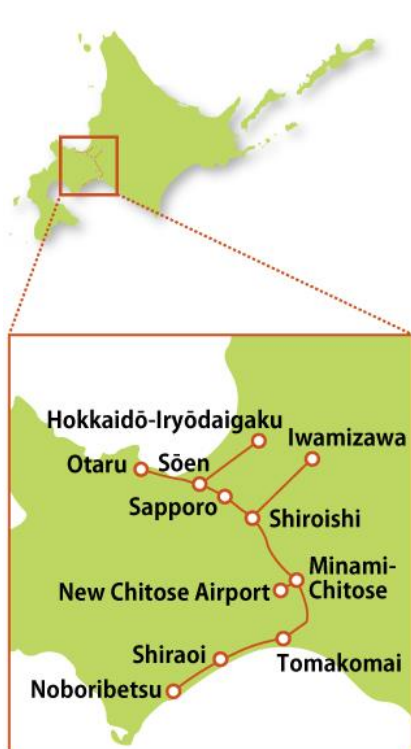 Hokkaidō-Iryōdaigaku
Iwamizawa
Otaru
Sōen
Sapporo
Shiroishi
Minami-
Chitose
New Chitose Airport
Shiraoi
Tomakomai
Noboribetsu